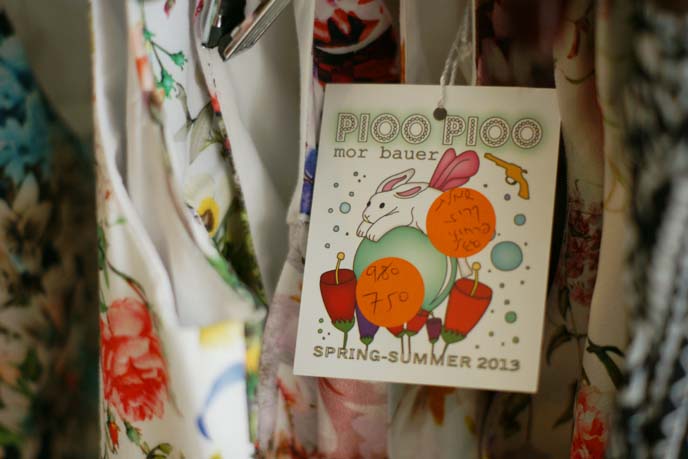 PIOO PIOO
mor bauer
980
750
SPRING-SUMMER 2013